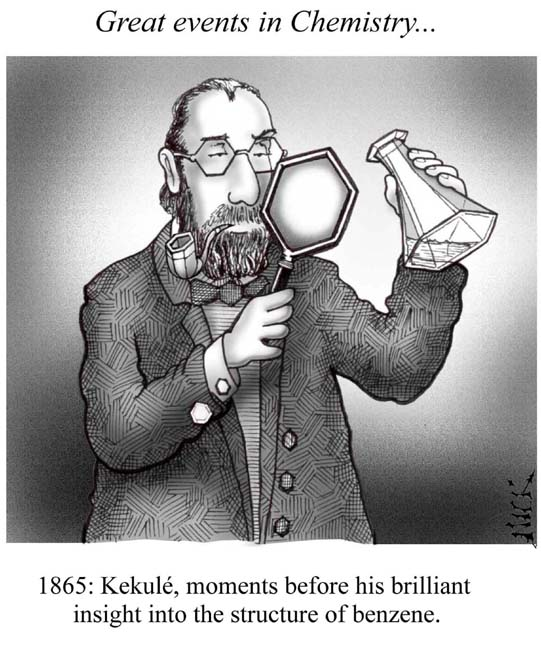 Great events in Chemistry...
1865: Kekulé, moments before his brilliant
insight into the structure of benzene.